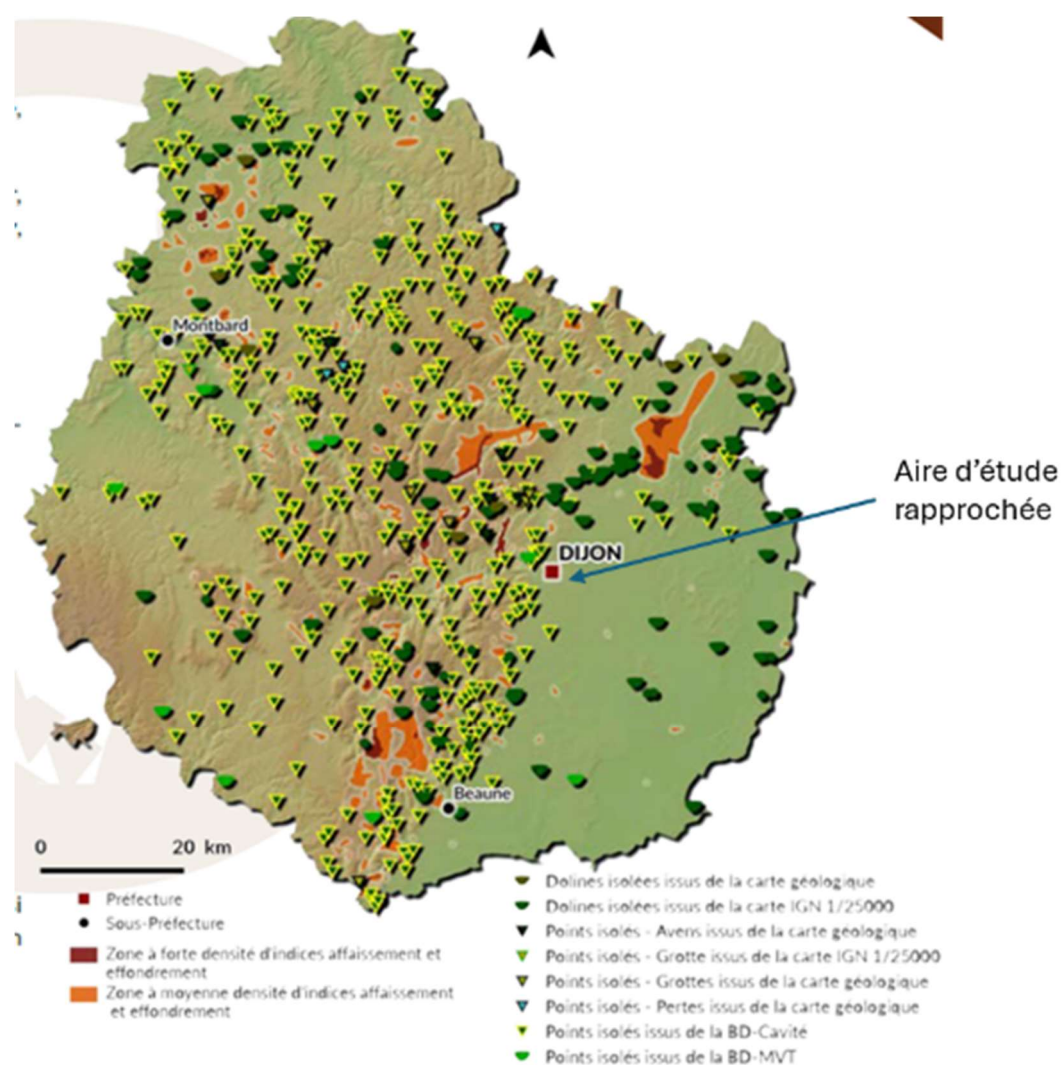 Montbard
Aire d'étude
rapprochée
DIJON
Beaune
0 20 km
Préfecture
Sous-Préfecture
Zone à forte densité d'indices affaissement et
effondrement
Zone à moyenne densité d'indices affaissement
et effondrement
Dolines isolées issus de la carte géologique
Dolines isolées issus de la carte IGN 1/25000
Points isolés - Avens issus de la carte géologique
Points isolés - Grotte issus de la carte IGN 1/25000
Points isolés - Grottes issus de la carte géologique
Points isolés - Pertes issus de la carte géologique
Points isolés issus de la BD-Cavité
Points isolés issus de la BD-MVT